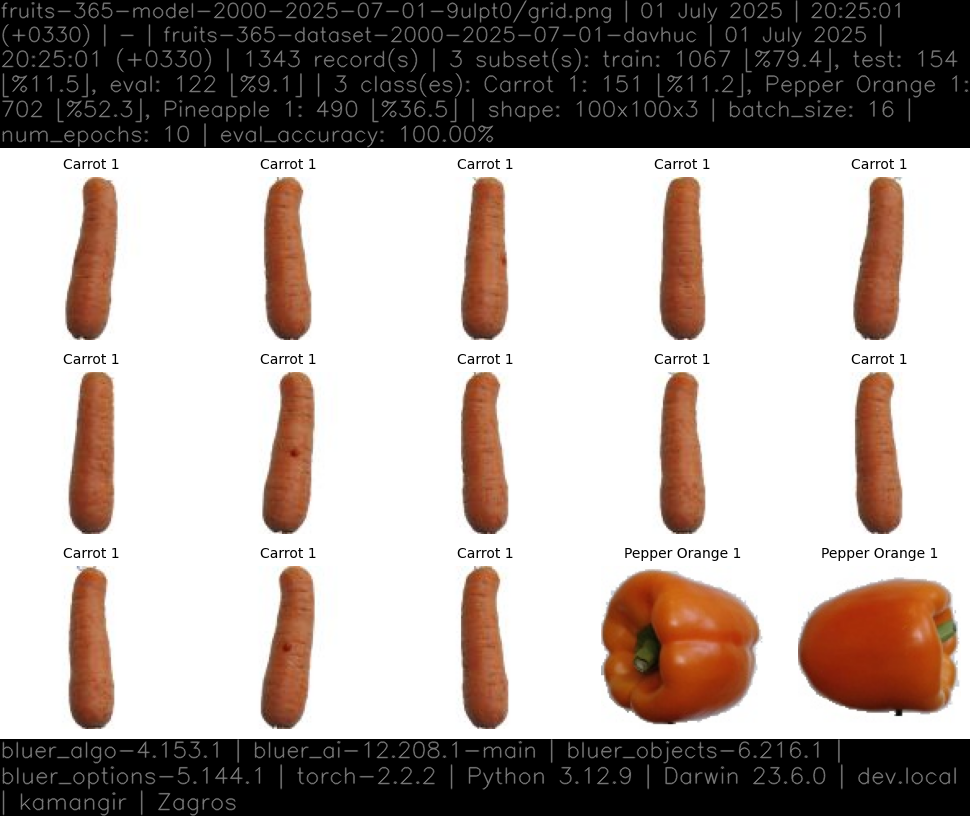 fruits-365-model-2000-2025-07-01-9ulpt0/grid.png | 01 July 2025 | 20:25:01
(+0330) | - | fruits-365-dataset-2000-2025-07-01-davhuc | 01 July 2025 |
20:25:01 (+0330) | 1343 record(s) | 3 subset(s): train: 1067 [%79.4], test: 154
[%11.5], eval: 122 [%9.1] | 3 class(es): Carrot 1: 151 [%11.2], Pepper Orange 1:
702 [%52.3], Pineapple 1: 490 [%36.5] | shape: 100x100x3 | batch_size: 16 |
num_epochs: 10 | eval_accuracy: 100.00%
Carrot 1 Carrot 1 Carrot 1 Carrot 1 Carrot 1
Carrot 1 Carrot 1 Carrot 1 Carrot 1 Carrot 1
Carrot 1 Carrot 1 Carrot 1 Pepper Orange 1 Pepper Orange 1
bluer_algo-4.153.1 | bluer_ai-12.208.1-main | bluer_objects-6.216.1 |
bluer_options-5.144.1 | torch-2.2.2 | Python 3.12.9 | Darwin 23.6.0 | dev.local
| kamangir | Zagros